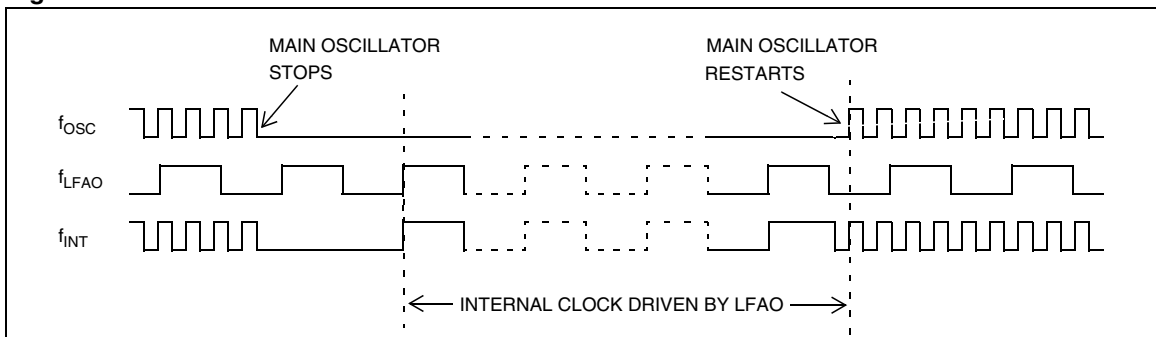 MAIN OSCILLATOR
STOPS
MAIN OSCILLATOR
RESTARTS
fOSC
fLFAO
fINT
INTERNAL CLOCK DRIVEN BY LFAO